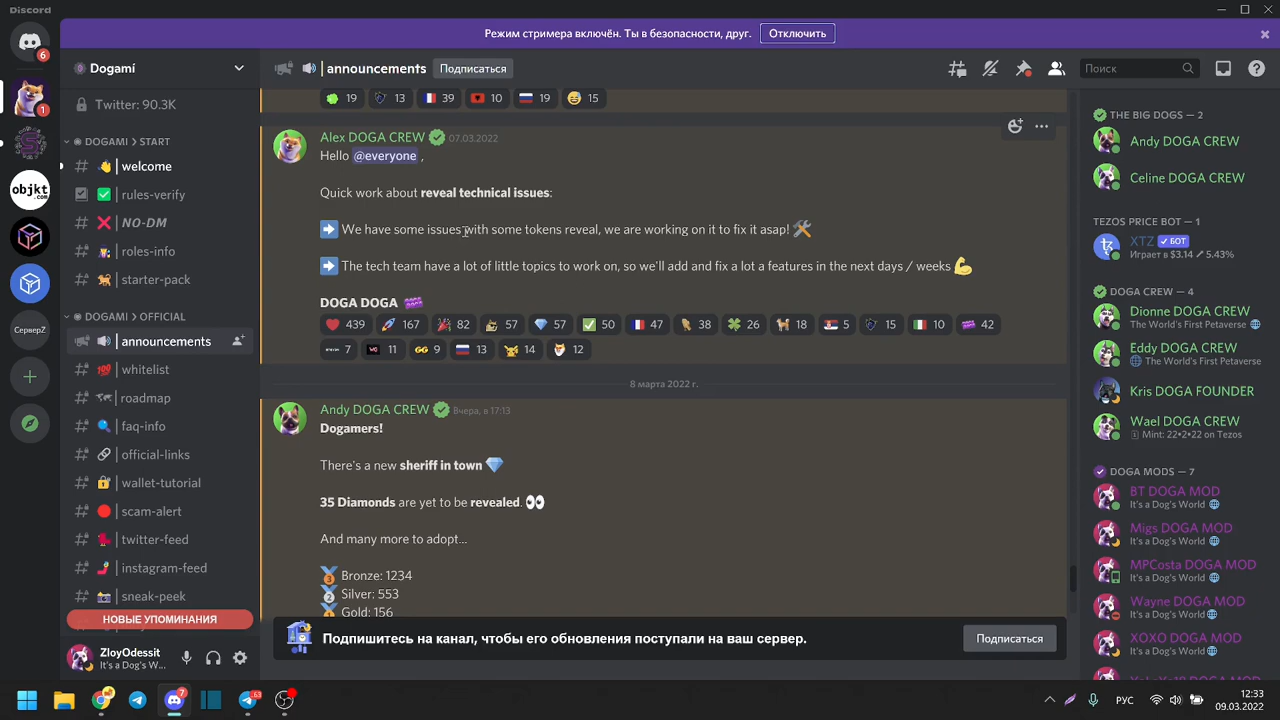 Discord
Режим стримера включён. Ты в безопасности, друг.
Отключить
6
1
objkt
.com
СерверZ
Dogami
Twitter: 90.3K
DOGAMI ► START
welcome
rules-verify
NO-DM
roles-info
starter-pack
DOGAMI ► OFFICIAL
announcements
whitelist
roadmap
faq-info
official-links
wallet-tutorial
scam-alert
twitter-feed
instagram-feed
sneak-peek
НОВЫЕ УПОМИНАНИЯ
ZloyOdessit
It's a Dog's W...
announcements
Подписаться
Поиск
19 13 39 10 19 15
Alex DOGA CREW 07.03.2022
Hello @everyone ,
Quick work about reveal technical issues:
We have some issues with some tokens reveal, we are working on it to fix it asap!
The tech team have a lot of little topics to work on, so we'll add and fix a lot a features in the next days / weeks
DOGA DOGA
439 167 82 57 57 50 47 38 26 18 5 15 10 42
7 11 9 13 14 12
8 марта 2022 г.
Andy DOGA CREW Вчера, в 17:13
Dogamers!
There's a new sheriff in town
35 Diamonds are yet to be revealed.
And many more to adopt...
Bronze: 1234
Silver: 553
Gold: 156
Подпишитесь на канал, чтобы его обновления поступали на ваш сервер.
Подписаться
THE BIG DOGS – 2
Andy DOGA CREW
Celine DOGA CREW
TEZOS PRICE BOT – 1
XTZ БОТ
Играет в $3.14 ↗ 5.43%
DOGA CREW – 4
Dionne DOGA CREW
The World's First Petaverse
Eddy DOGA CREW
The World's First Petaverse
Kris DOGA FOUNDER
Wael DOGA CREW
Mint: 22•2•22 on Tezos
DOGA MODS – 7
BT DOGA MOD
It's a Dog's World
Migs DOGA MOD
It's a Dog's World
MPCosta DOGA MOD
It's a Dog's World
Wayne DOGA MOD
It's a Dog's World
XOXO DOGA MOD
It's a Dog's World
7
63
РУС
12:33
09.03.2022